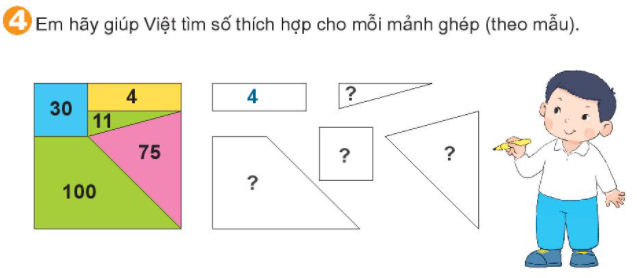 4 Em hãy giúp Việt tìm số thích hợp cho mỗi mảnh ghép (theo mẫu).
30 4 4 ?
11
75 ? ?
100 ?